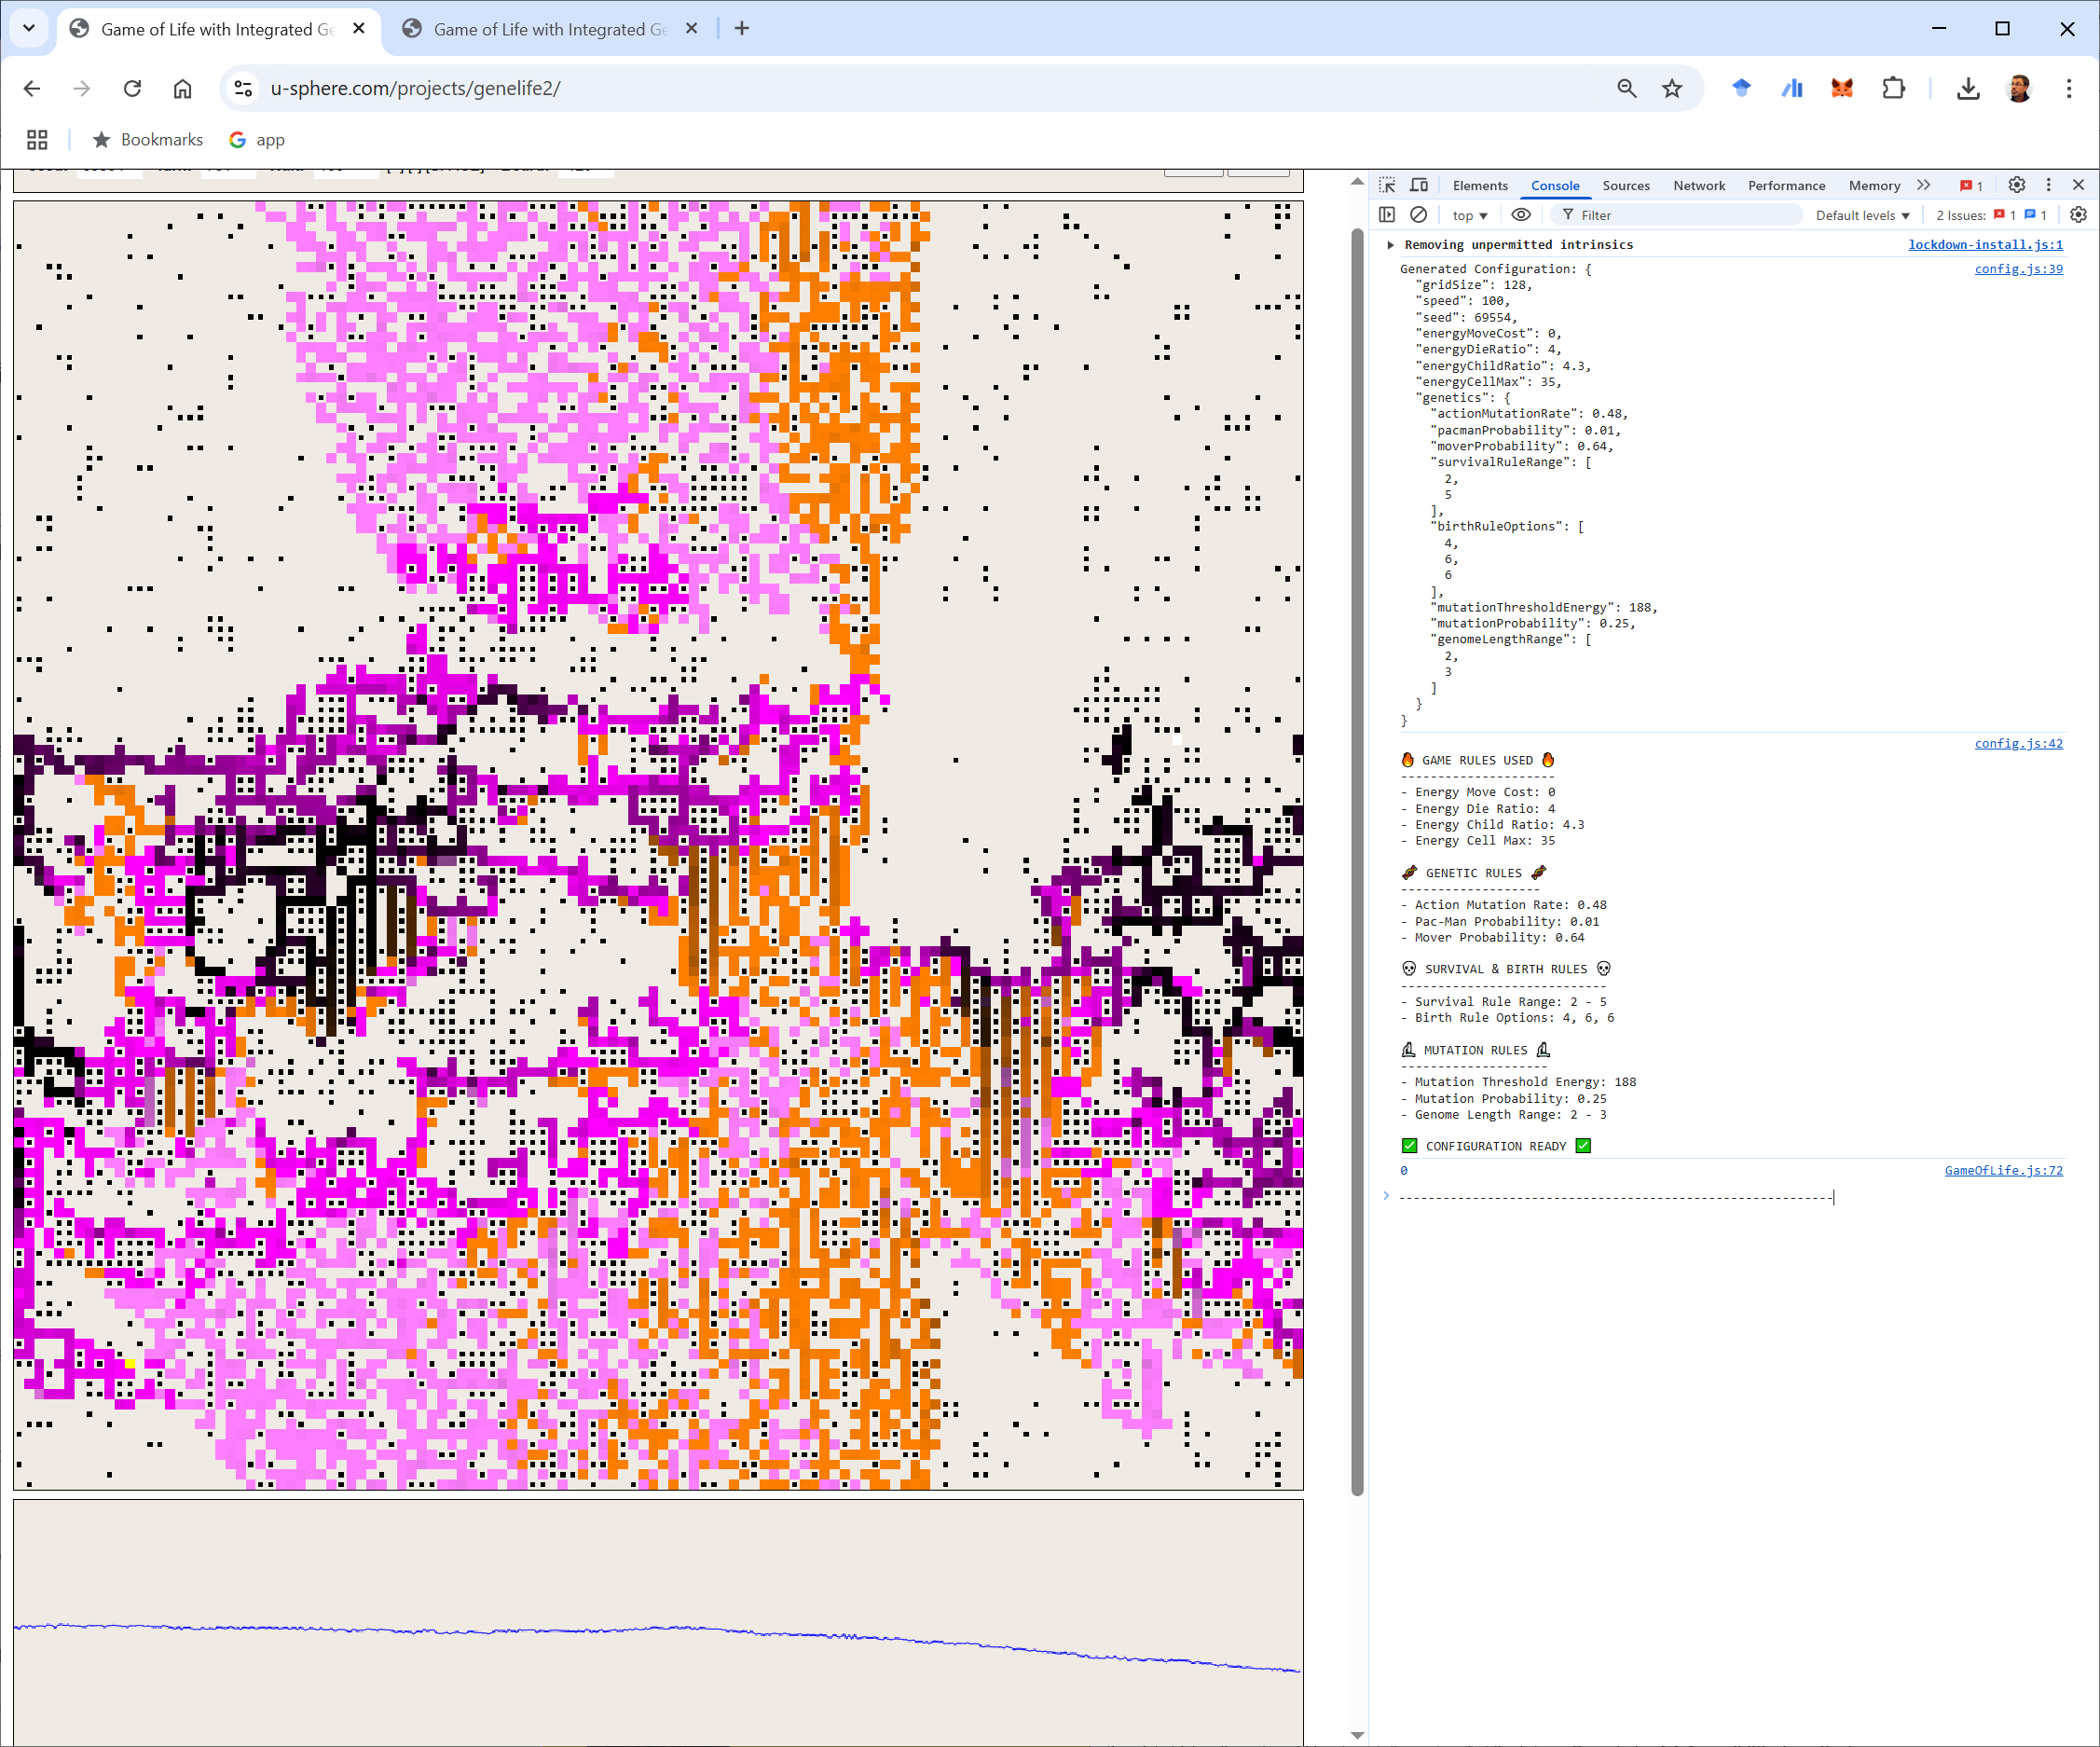 Game of Life with Integrated Ge
Game of Life with Integrated Ge
u-sphere.com/projects/genelife2/
Bookmarks
app
Elements
Console
Sources
Network
Performance
Memory
1
top
Filter
Default levels
2 Issues:
1
1
Removing unpermitted intrinsics
lockdown-install.js:1
Generated Configuration: {
config.js:39
"gridSize": 128,
"speed": 100,
"seed": 69554,
"energyMoveCost": 0,
"energyDieRatio": 4,
"energyChildRatio": 4.3,
"energyCellMax": 35,
"genetics": {
"actionMutationRate": 0.48,
"pacmanProbability": 0.01,
"moverProbability": 0.64,
"survivalRuleRange": [
2,
5
],
"birthRuleOptions": [
4,
6,
6
],
"mutationThresholdEnergy": 188,
"mutationProbability": 0.25,
"genomeLengthRange": [
2,
3
]
}
}
config.js:42
🔥 GAME RULES USED 🔥
---------------------
- Energy Move Cost: 0
- Energy Die Ratio: 4
- Energy Child Ratio: 4.3
- Energy Cell Max: 35
GENETIC RULES
-------------------
- Action Mutation Rate: 0.48
- Pac-Man Probability: 0.01
- Mover Probability: 0.64
SURVIVAL & BIRTH RULES
----------------------------
- Survival Rule Range: 2 - 5
- Birth Rule Options: 4, 6, 6
MUTATION RULES
--------------------
- Mutation Threshold Energy: 188
- Mutation Probability: 0.25
- Genome Length Range: 2 - 3
✅ CONFIGURATION READY ✅
0
GameOfLife.js:72
> -----------------------------------------------------------